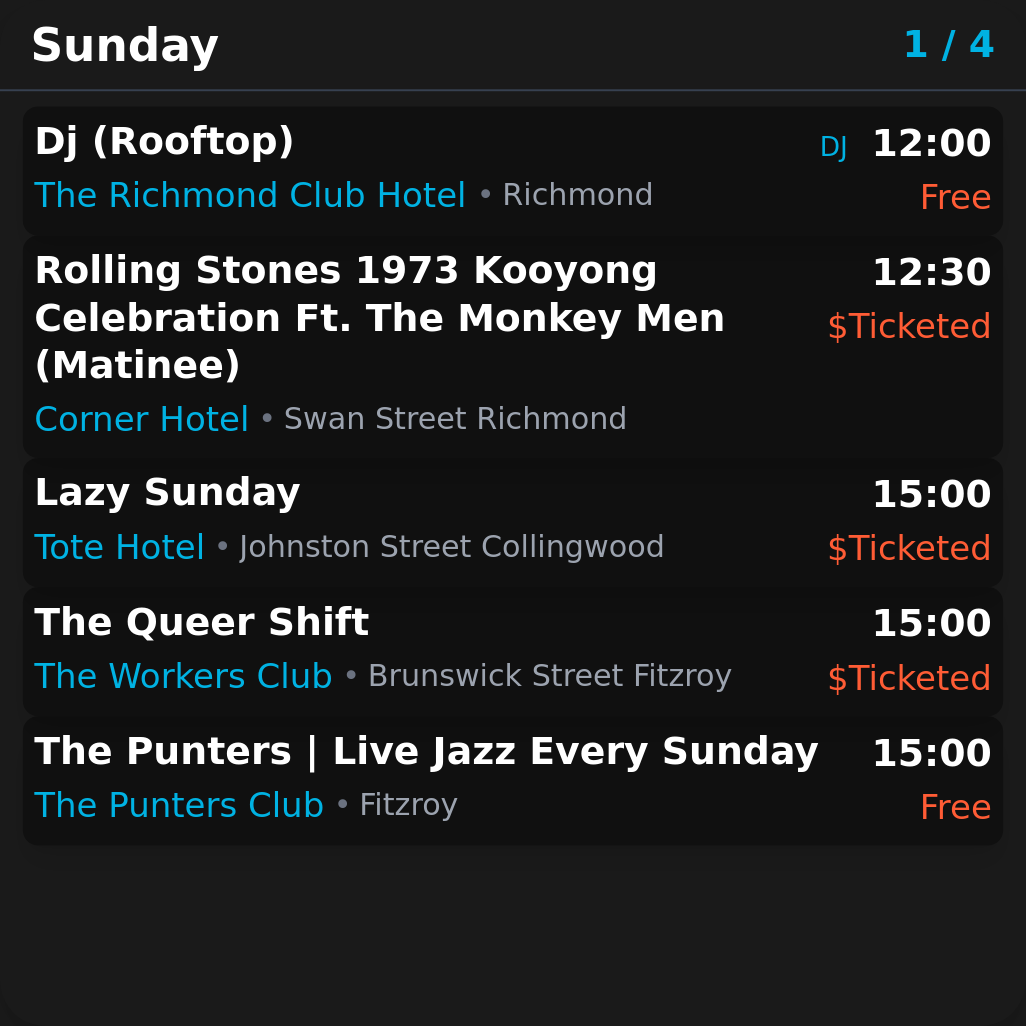 Sunday 1 / 4
Dj (Rooftop) DJ 12:00
The Richmond Club Hotel • Richmond Free
Rolling Stones 1973 Kooyong 12:30
Celebration Ft. The Monkey Men $Ticketed
(Matinee)
Corner Hotel • Swan Street Richmond
Lazy Sunday 15:00
Tote Hotel • Johnston Street Collingwood $Ticketed
The Queer Shift 15:00
The Workers Club • Brunswick Street Fitzroy $Ticketed
The Punters | Live Jazz Every Sunday 15:00
The Punters Club • Fitzroy Free